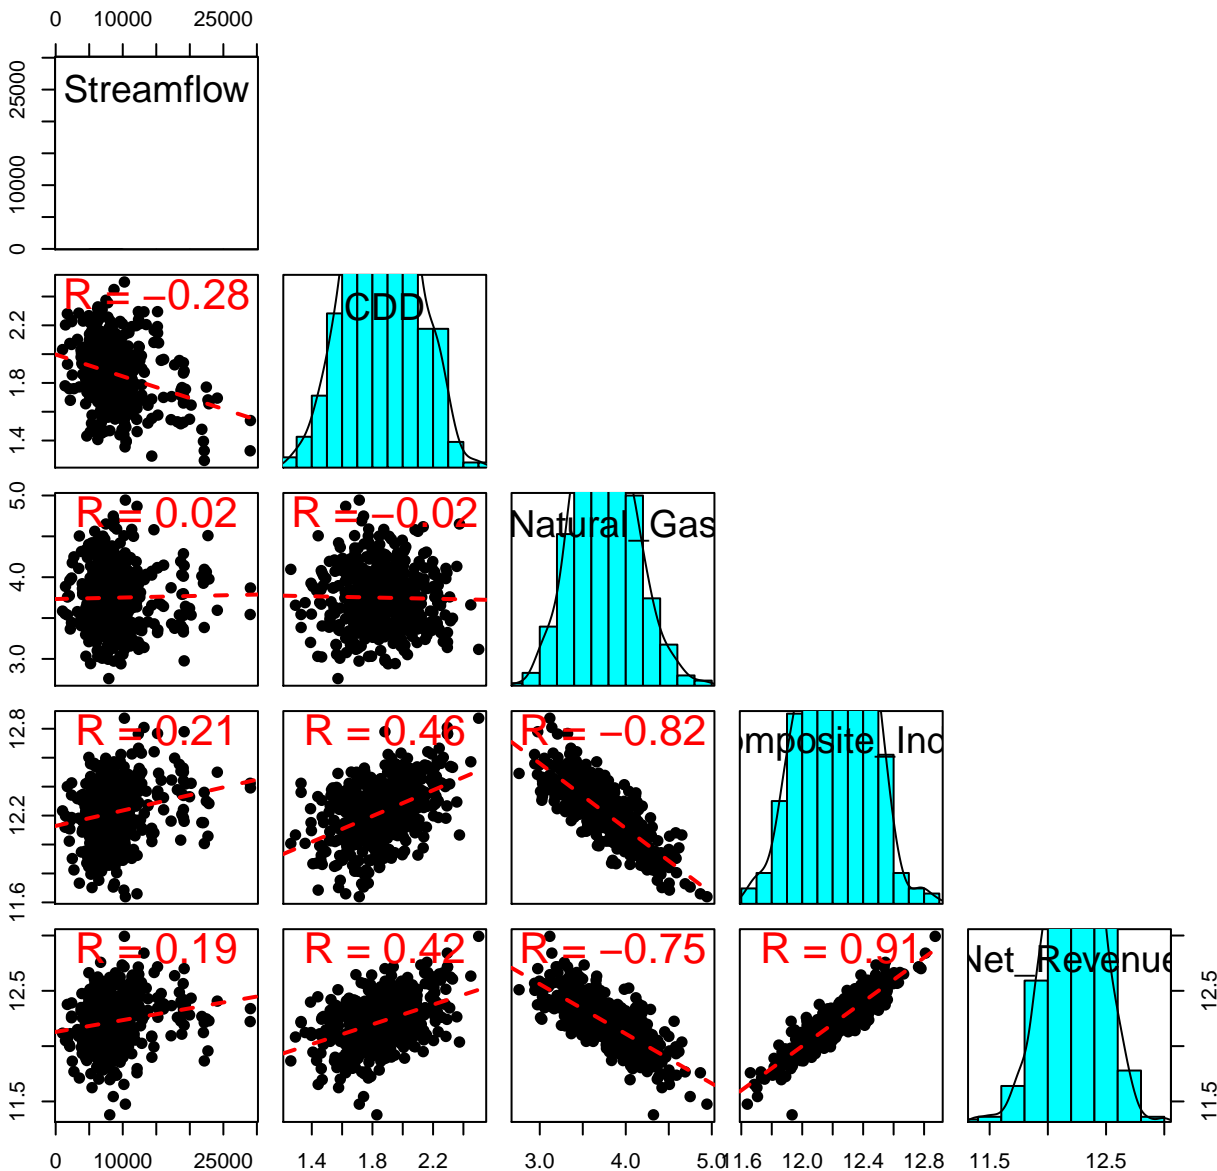 0 10000 25000
Streamflow
0 10000 25000
R = −0.28
CDD
1.4 1.8 2.2
R = 0.02
R = −0.02
Natural_Gas
3.0 4.0 5.0
R = 0.21
R = 0.46
R = −0.82
omposite_Ind
11.6 12.2 12.8
R = 0.19
R = 0.42
R = −0.75
R = 0.91
Net_Revenue
11.5 12.5
11.5 12.5
0 10000 25000
1.4 1.8 2.2
3.0 4.0 5.0
11.6 12.0 12.4 12.8
11.5 12.5